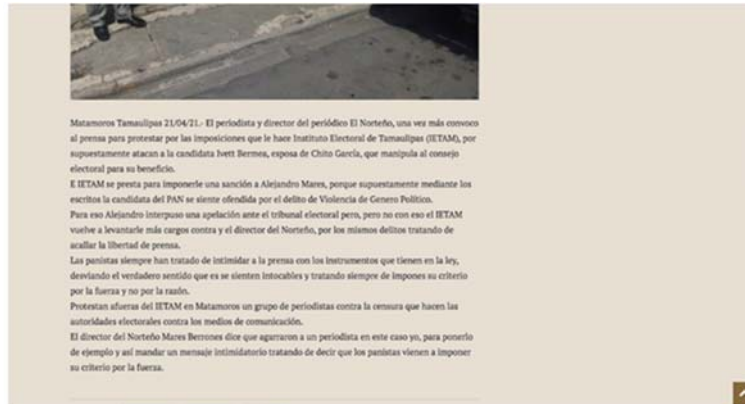 Matamoros Tamaulipas 21/04/21.- El periodista y director del periódico El Norteño, una vez más convoco
al prensa para protestar por las imposiciones que le hace Instituto Electoral de Tamaulipas (IETAM), por
supuestamente atacan a la candidata Ivett Bermea, esposa de Chito García, que manipula al consejo
electoral para su beneficio.
E IETAM se presta para imponerle una sanción a Alejandro Mares, porque supuestamente mediante los
escritos la candidata del PAN se siente ofendida por el delito de Violencia de Genero Político.
Para eso Alejandro interpuso una apelación ante el tribunal electoral pero, pero no con eso el IETAM
vuelve a levantarle más cargos contra y el director del Norteño, por los mismos delitos tratando de
acallar la libertad de prensa.
Las panistas siempre han tratado de intimidar a la prensa con los instrumentos que tienen en la ley,
desviando el verdadero sentido que es se sienten intocables y tratando siempre de impones su criterio
por la fuerza y no por la razón.
Protestan afueras del IETAM en Matamoros un grupo de periodistas contra la censura que hacen las
autoridades electorales contra los medios de comunicación.
El director del Norteño Mares Berrones dice que agarraron a un periodista en este caso yo, para ponerlo
de ejemplo y así mandar un mensaje intimidatorio tratando de decir que los panistas vienen a imponer
su criterio por la fuerza.